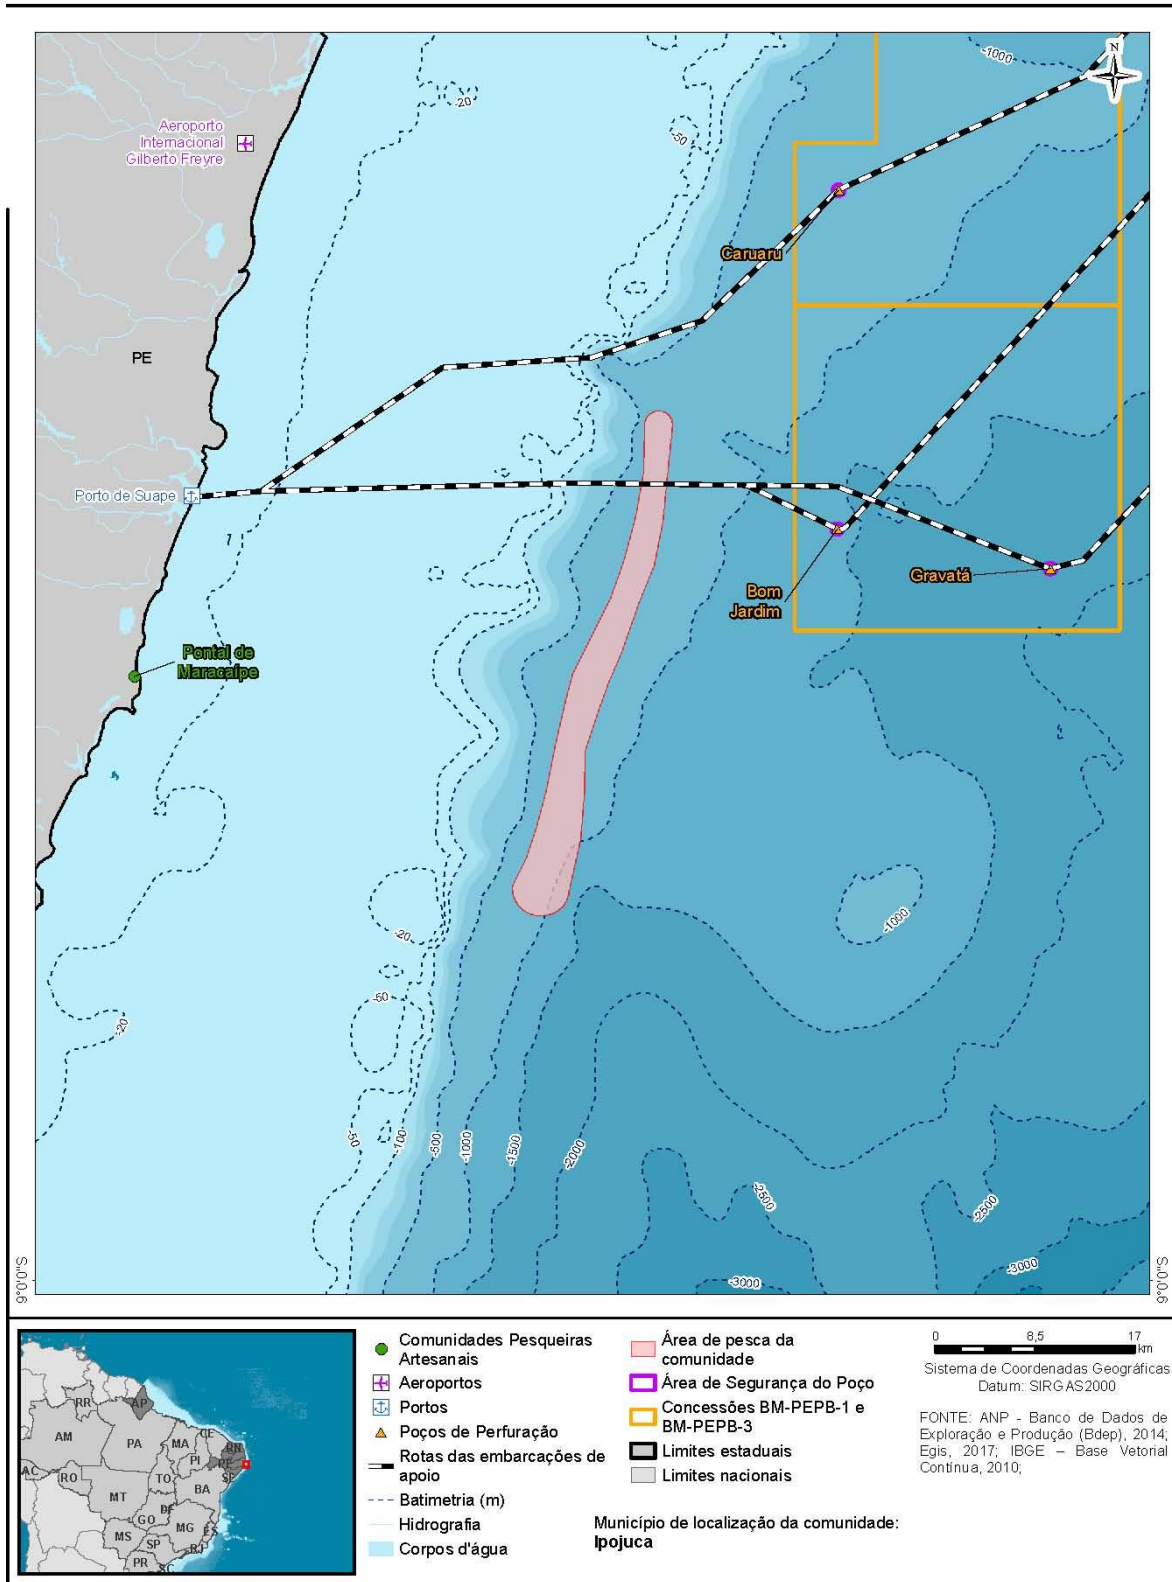 -1000
N
-20
-50
Aeroporto
Internacional
Gilberto Freyre
Caruaru
PE
Porto de Suape
Gravatá
Bom
Jardim
Pontal de
Maracaípe
-1000
-20
-50
-20
-50
-100
-500
-1000
-1500
-2000
-2500
-2500
-3000
-3000
9°0'0"S
9°0'0"S
RR
AP
AM
PA
MA
CE
RN
PI
PE
AC
RO
TO
SE
BA
MT
DF
GO
MG
ES
MS
SP
RJ
PR
SC
Comunidades Pesqueiras
Artesanais
Aeroportos
Portos
Poços de Perfuração
Rotas das embarcações de
apoio
Batimetria (m)
Hidrografia
Corpos d'água
Área de pesca da
comunidade
Área de Segurança do Poço
Concessões BM-PEPB-1 e
BM-PEPB-3
Limites estaduais
Limites nacionais
Município de localização da comunidade:
Ipojuca
0 8,5 17
km
Sistema de Coordenadas Geográficas
Datum: SIRGAS2000
FONTE: ANP - Banco de Dados de
Exploração e Produção (Bdep), 2014;
Egis, 2017; IBGE – Base Vetorial
Contínua, 2010;